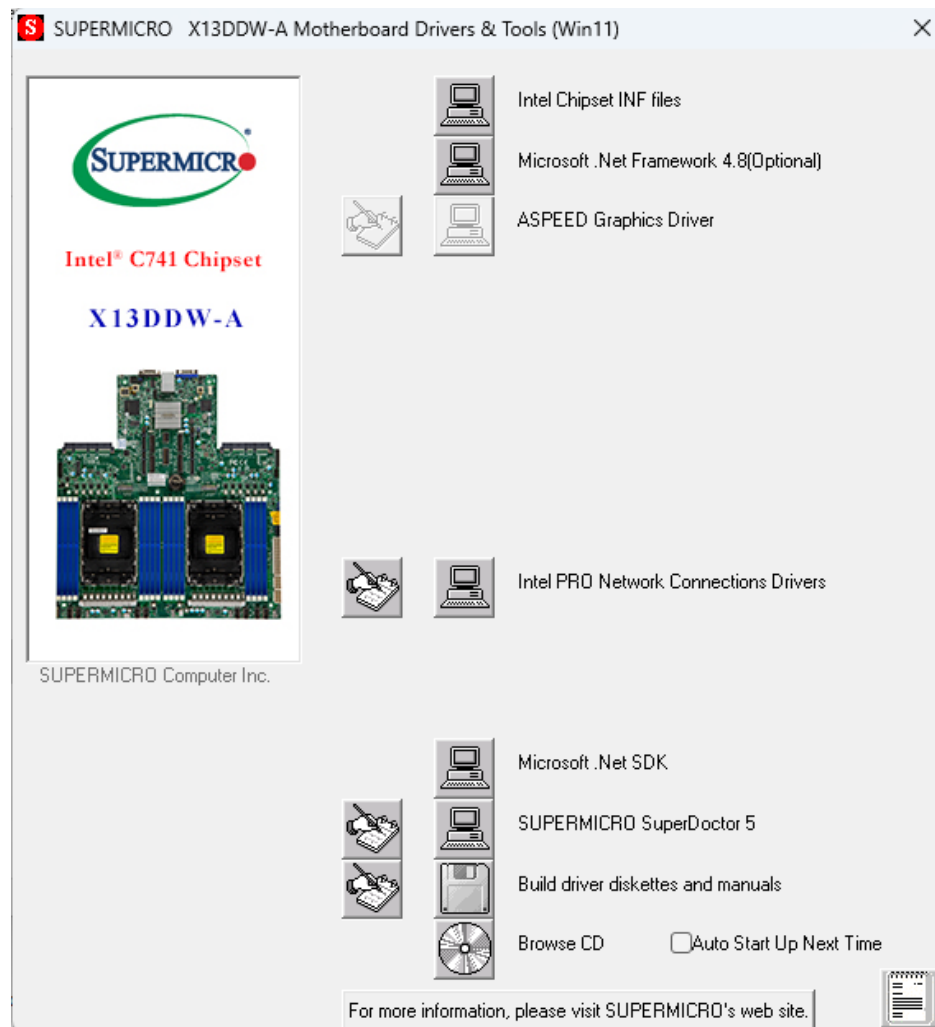 S SUPERMICRO X13DDW-A Motherboard Drivers & Tools (Win11)
SUPERMICRO
Intel® C741 Chipset
X13DDW-A
SUPERMICRO Computer Inc.
Intel Chipset INF files
Microsoft .Net Framework 4.8(Optional)
ASPEED Graphics Driver
Intel PRO Network Connections Drivers
Microsoft .Net SDK
SUPERMICRO SuperDoctor 5
Build driver diskettes and manuals
Browse CD Auto Start Up Next Time
For more information, please visit SUPERMICRO's web site.